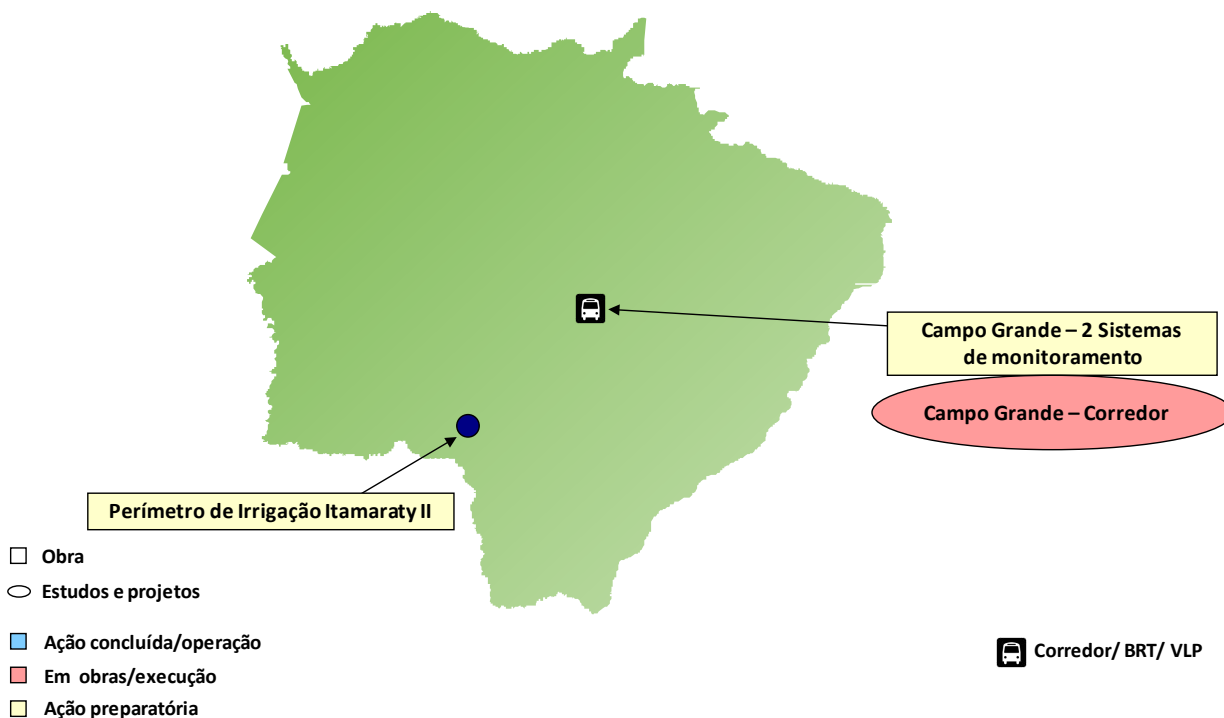 Campo Grande – 2 Sistemas
de monitoramento
Campo Grande – Corredor
Perímetro de Irrigação Itamaraty II
Obra
Estudos e projetos
Ação concluída/operação
Em obras/execução
Ação preparatória
Corredor/ BRT/ VLP